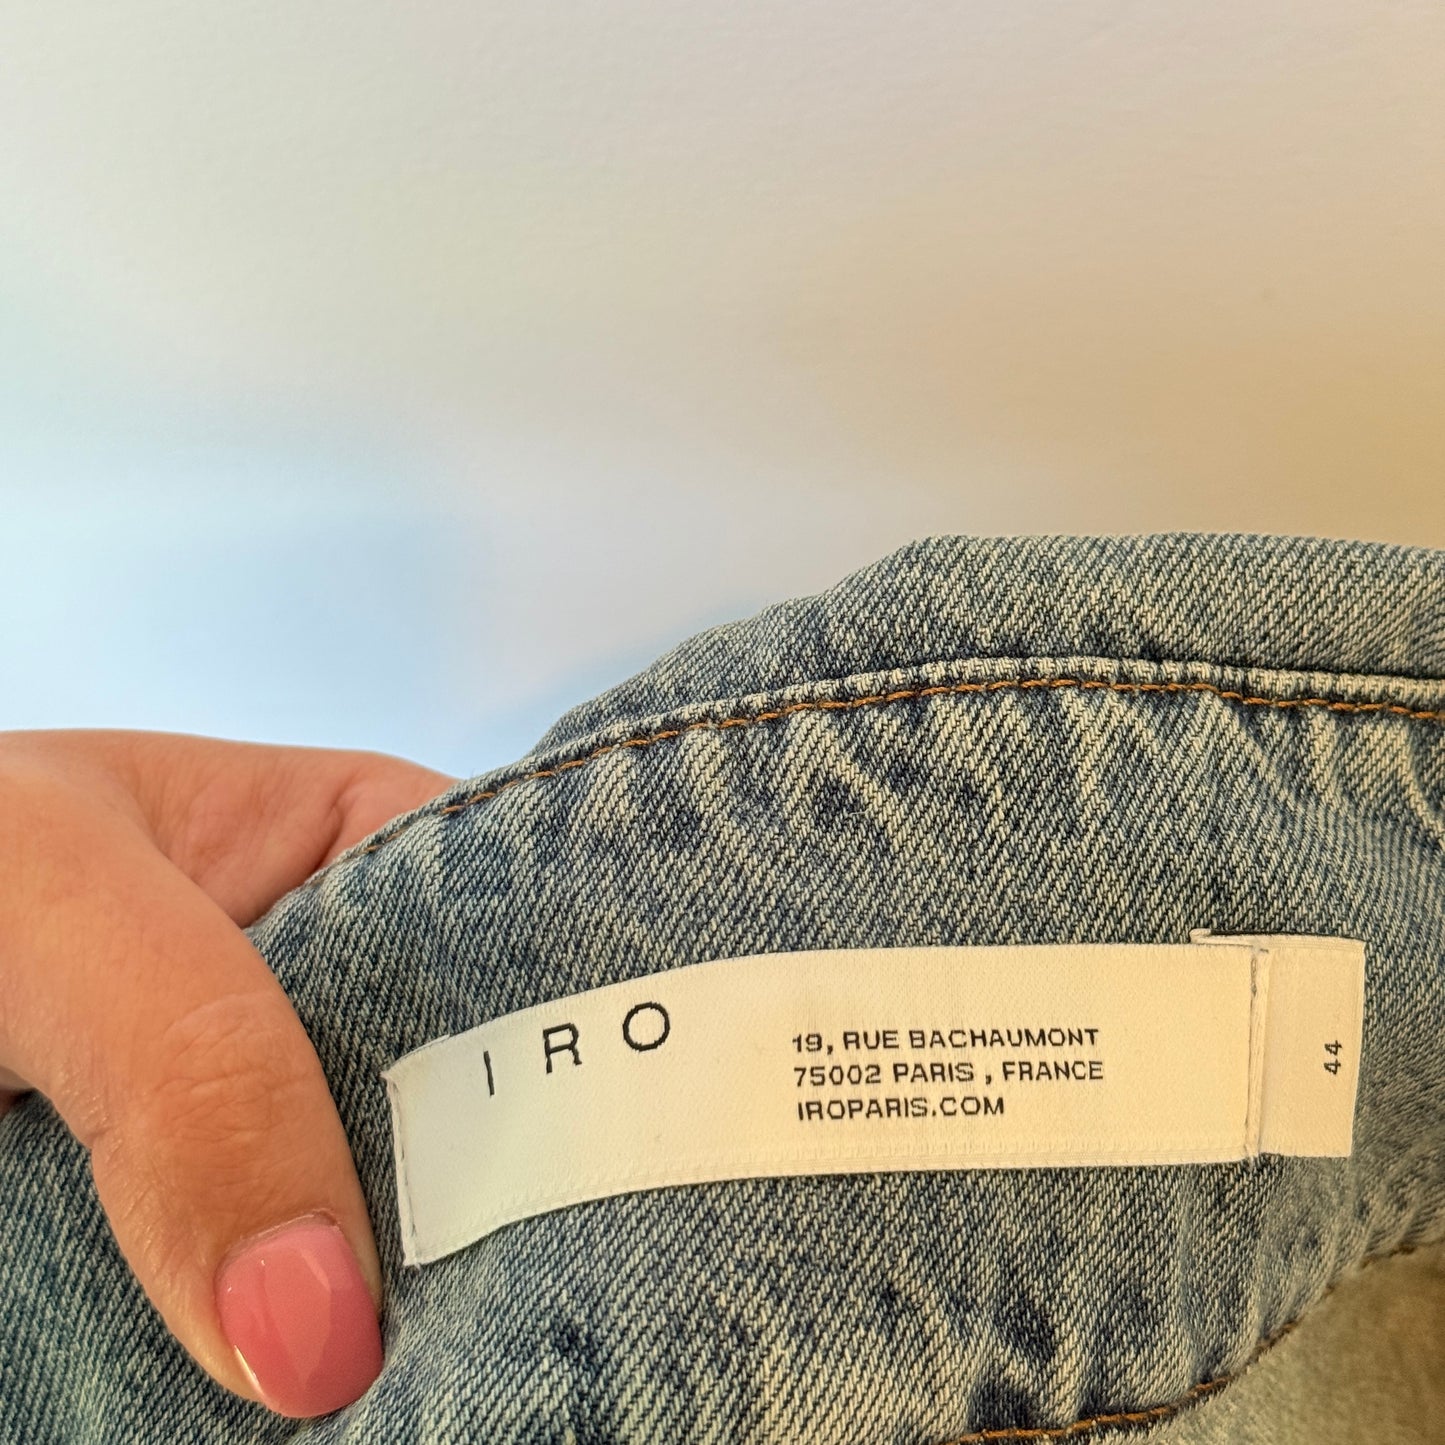 IRO
19, RUE BACHAUMONT
75002 PARIS , FRANCE
IROPARIS.COM
44